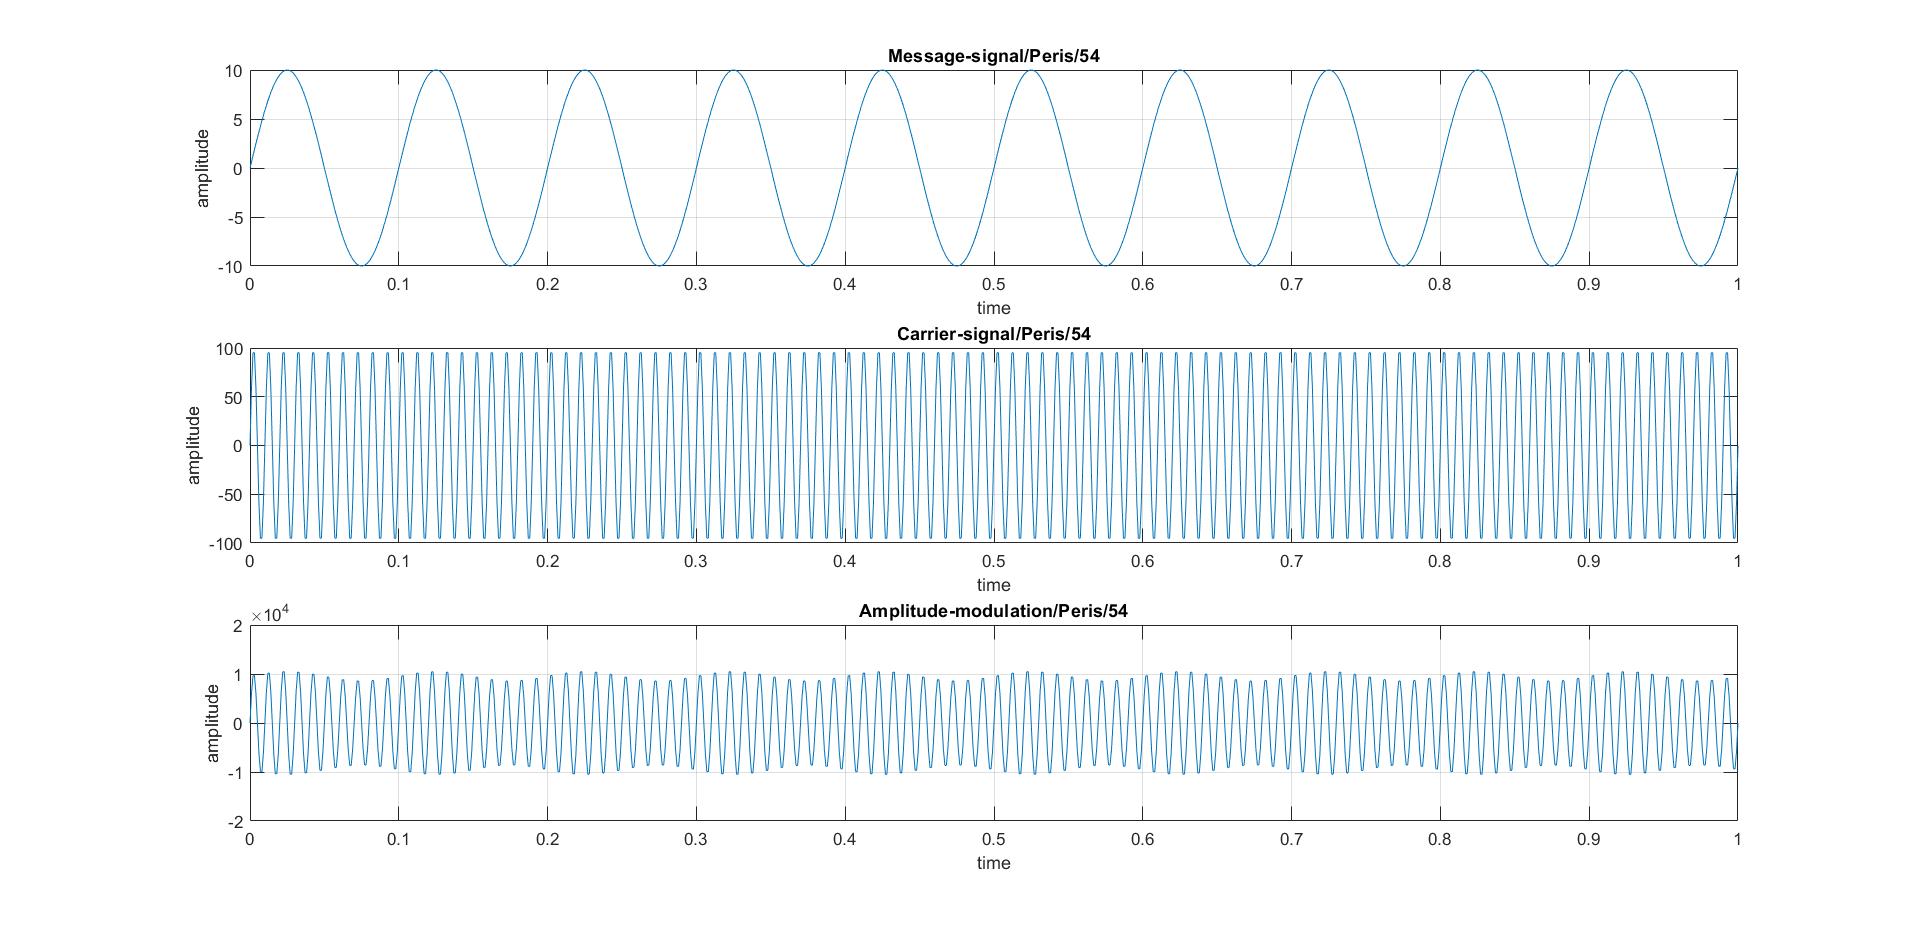 Message-signal/Peris/54
10
5
0
-5
-10
amplitude
0 0.1 0.2 0.3 0.4 0.5 0.6 0.7 0.8 0.9 1
time
Carrier-signal/Peris/54
100
50
0
-50
-100
amplitude
0 0.1 0.2 0.3 0.4 0.5 0.6 0.7 0.8 0.9 1
time
Amplitude-modulation/Peris/54
×10⁴
2
1
0
-1
-2
amplitude
0 0.1 0.2 0.3 0.4 0.5 0.6 0.7 0.8 0.9 1
time